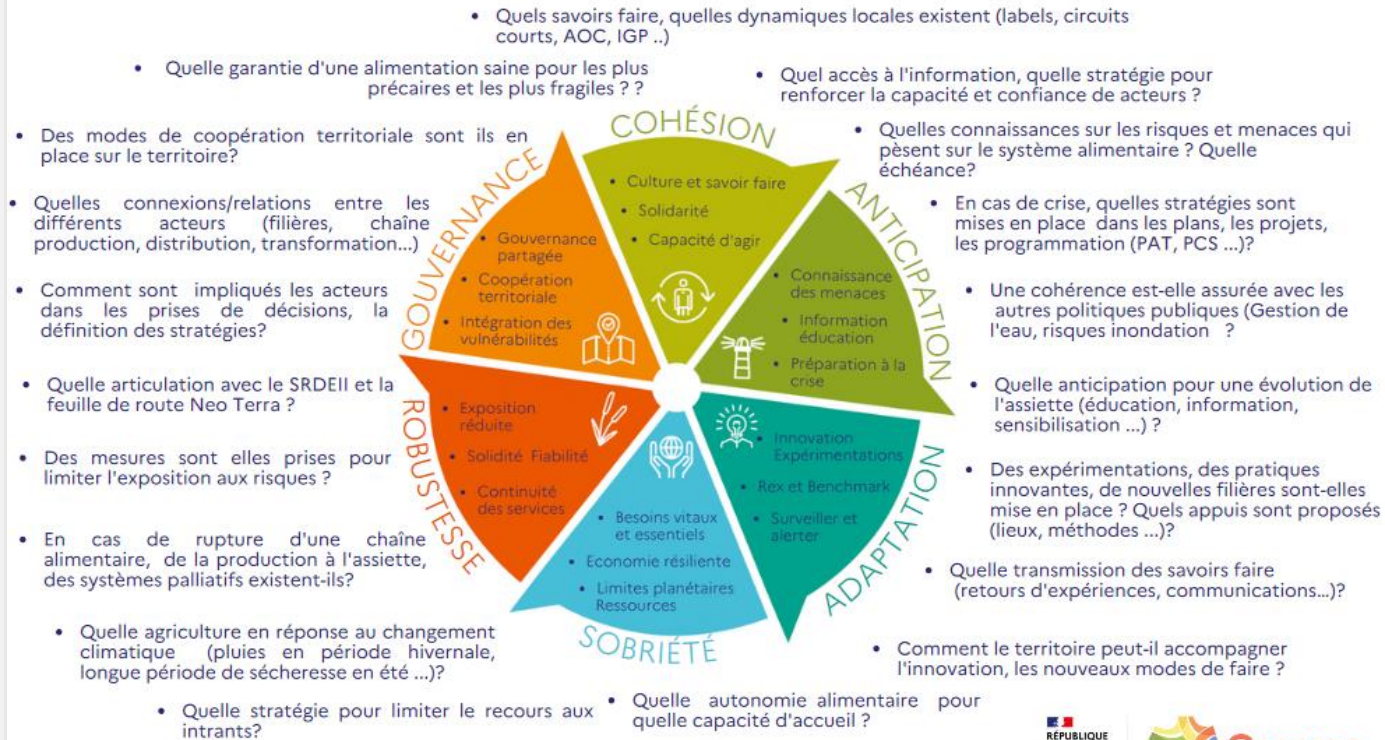 • Quels savoirs faire, quelles dynamiques locales existent (labels, circuits
courts, AOC, IGP ..)
• Quelle garantie d'une alimentation saine pour les plus
précaires et les plus fragiles ? ?
• Quel accès à l'information, quelle stratégie pour
renforcer la capacité et confiance de acteurs ?
• Des modes de coopération territoriale sont ils en
place sur le territoire?
• Quelles connexions/relations entre les
différents acteurs (filières, chaîne
production, distribution, transformation...)
• Comment sont impliqués les acteurs
dans les prises de décisions, la
définition des stratégies?
• Quelle articulation avec le SRDEII et la
feuille de route Neo Terra ?
• Des mesures sont elles prises pour
limiter l'exposition aux risques ?
• En cas de rupture d'une chaîne
alimentaire, de la production à l'assiette,
des systèmes palliatifs existent-ils?
• Quelle agriculture en réponse au changement
climatique (pluies en période hivernale,
longue période de sécheresse en été ...)?
• Quelle stratégie pour limiter le recours aux
intrants?
COHÉSION
• Culture et savoir faire
• Solidarité
• Capacité d'agir
GOUVERNANCE
• Gouvernance
partagée
• Coopération
territoriale
• Intégration des
vulnérabilités
ANTICIPATION
• Connaissance
des menaces
• Information
éducation
• Préparation à la
crise
ROBUSTESSE
• Exposition
réduite
• Solidité Fiabilité
• Continuité
des services
ADAPTATION
• Innovation
Expérimentations
• Rex et Benchmark
• Surveiller et
alerter
SOBRIÉTÉ
• Besoins vitaux
et essentiels
• Economie résiliente
• Limites planétaires
Ressources
• Quelles connaissances sur les risques et menaces qui
pèsent sur le système alimentaire ? Quelle
échéance?
• En cas de crise, quelles stratégies sont
mises en place dans les plans, les projets,
les programmation (PAT, PCS ...)?
• Une cohérence est-elle assurée avec les
autres politiques publiques (Gestion de
l'eau, risques inondation ?
• Quelle anticipation pour une évolution de
l'assiette (éducation, information,
sensibilisation ...) ?
• Des expérimentations, des pratiques
innovantes, de nouvelles filières sont-elles
mise en place ? Quels appuis sont proposés
(lieux, méthodes ...)?
• Quelle transmission des savoirs faire
(retours d'expériences, communications...)?
• Comment le territoire peut-il accompagner
l'innovation, les nouveaux modes de faire ?
• Quelle autonomie alimentaire pour
quelle capacité d'accueil ?
RÉPUBLIQUE